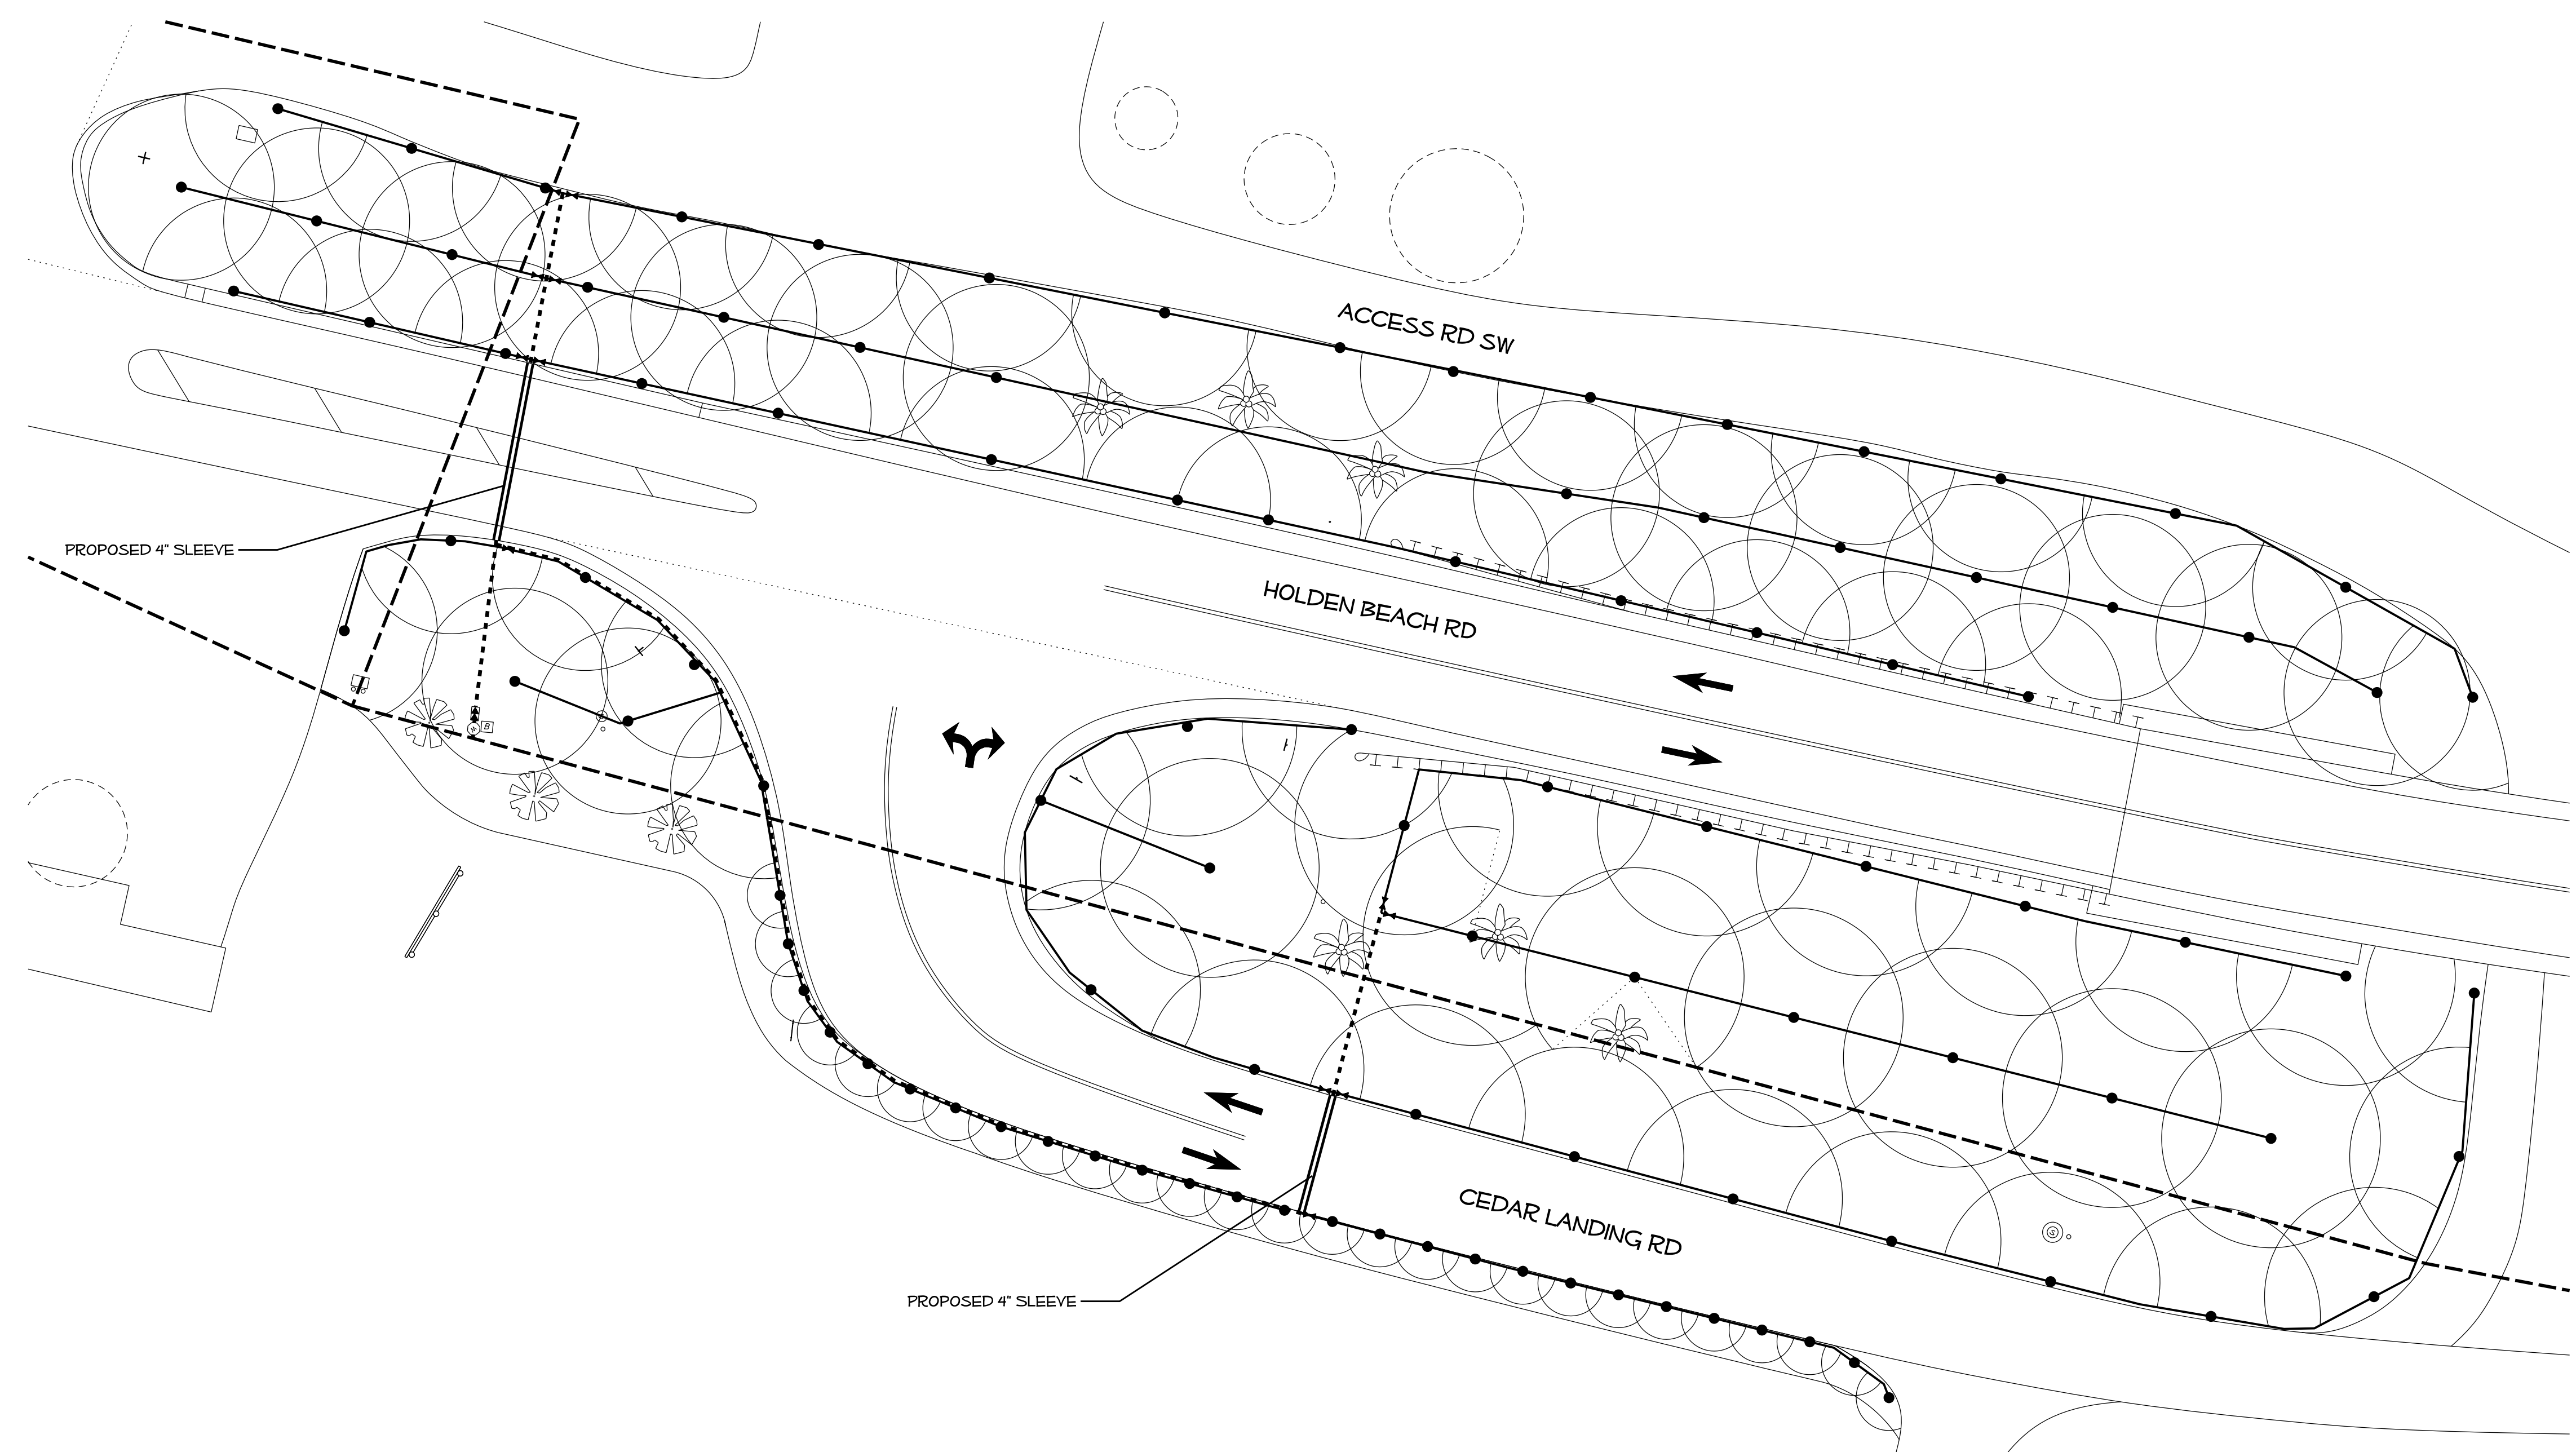 ACCESS RD SW
PROPOSED 4" SLEEVE
HOLDEN BEACH RD
B
CEDAR LANDING RD
S
PROPOSED 4" SLEEVE